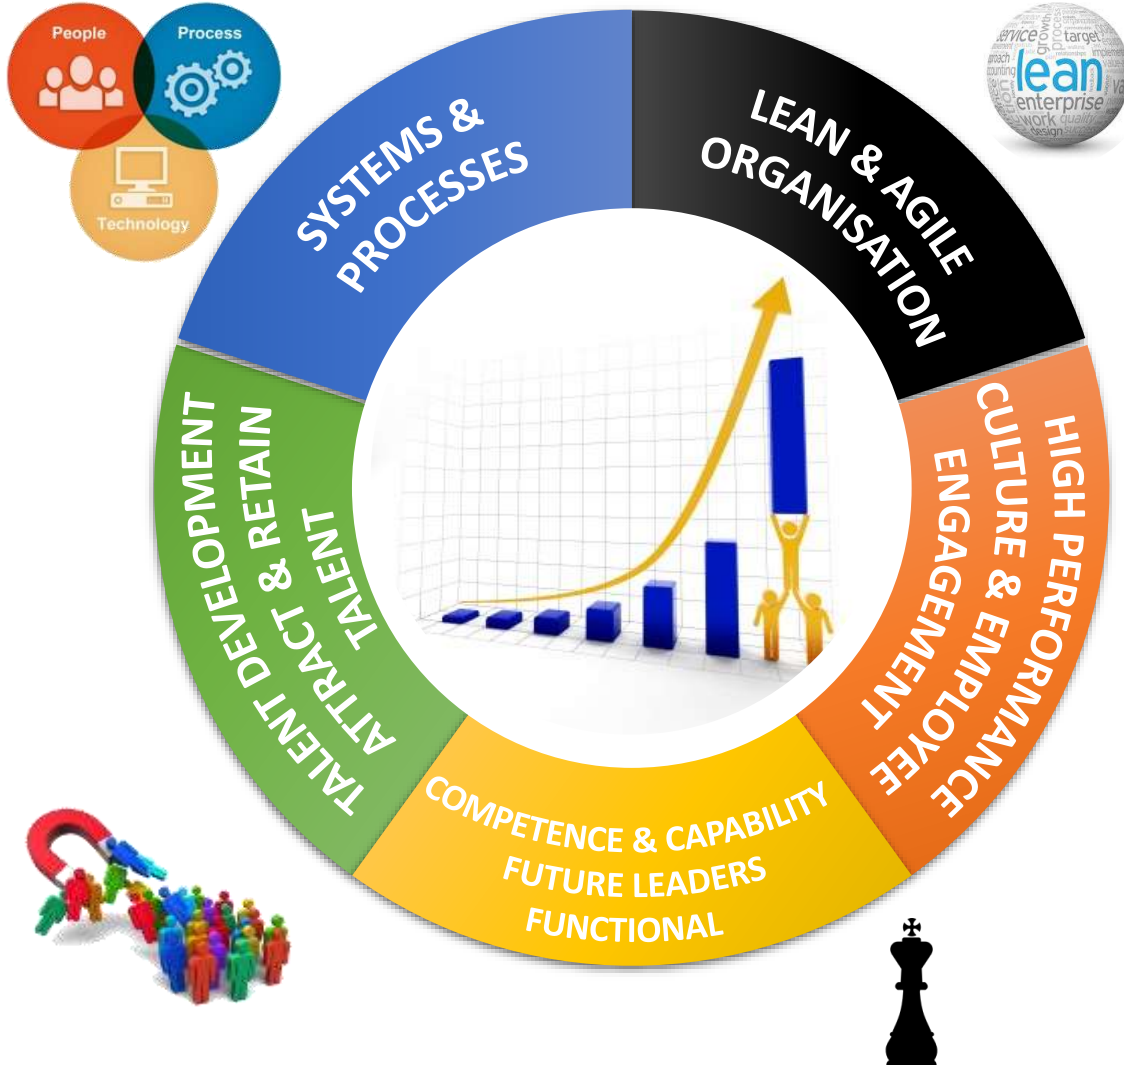 People
Process
Technology
SYSTEMS &
PROCESSES
LEAN & AGILE
ORGANISATION
service
growth
process
target
lean
enterprise
work quality
design
HIGH PERFORMANCE
CULTURE & EMPLOYEE
ENGAGEMENT
COMPETENCE & CAPABILITY
FUTURE LEADERS
FUNCTIONAL
TALENT DEVELOPMENT
ATTRACT & RETAIN
TALENT